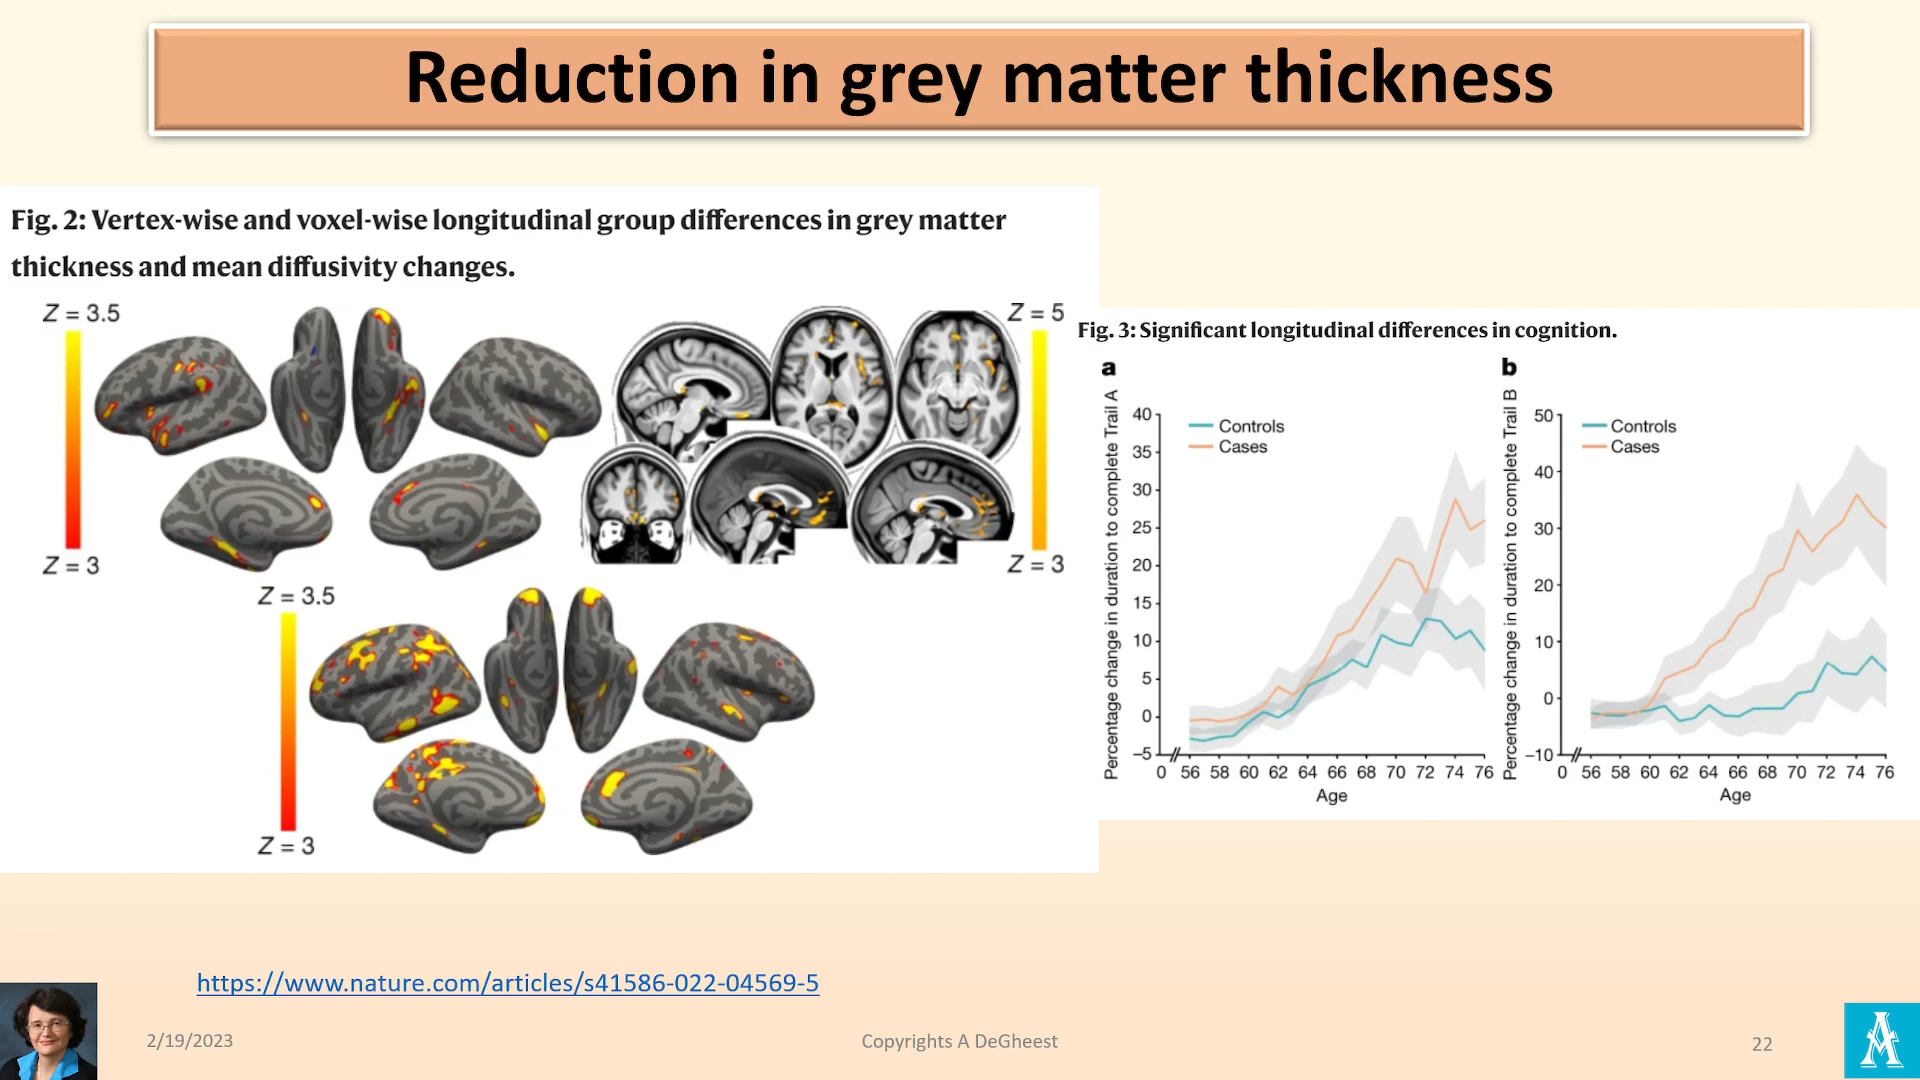 Reduction in grey matter thickness
Fig. 2: Vertex-wise and voxel-wise longitudinal group differences in grey matter
thickness and mean diffusivity changes.
Z = 3.5
Z = 3
Z = 5
Z = 3
Z = 3.5
Z = 3
Fig. 3: Significant longitudinal differences in cognition.
a
Percentage change in duration to complete Trail A
40
35
30
25
20
15
10
5
0
−5
Controls
Cases
0 56 58 60 62 64 66 68 70 72 74 76
Age
b
Percentage change in duration to complete Trail B
50
40
30
20
10
0
−10
Controls
Cases
0 56 58 60 62 64 66 68 70 72 74 76
Age
https://www.nature.com/articles/s41586-022-04569-5
2/19/2023
Copyrights A DeGheest
22
A